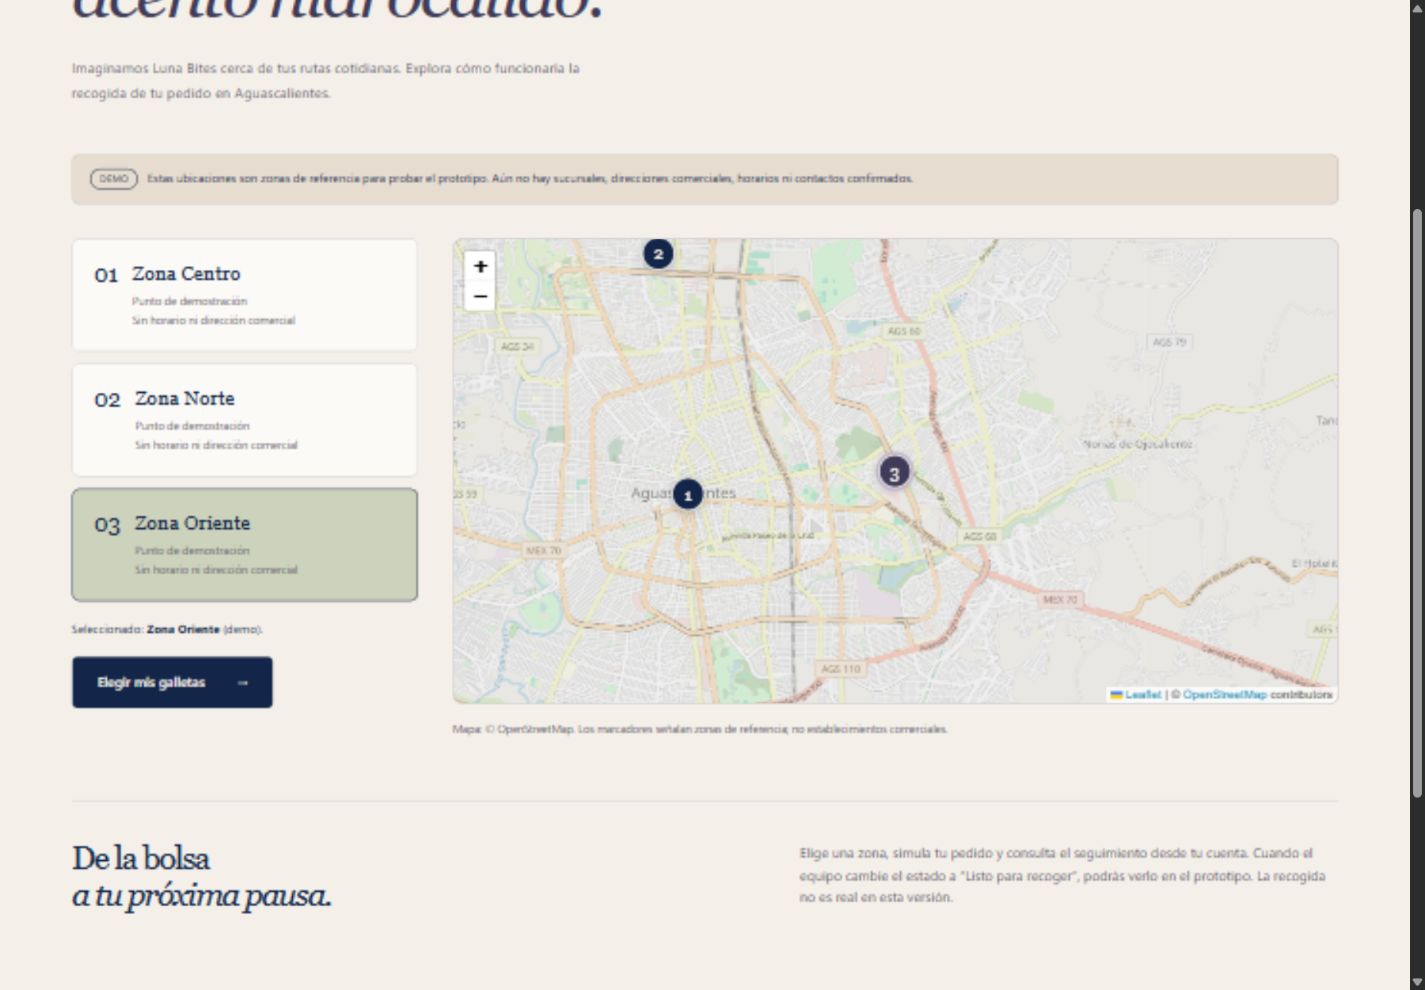 acento hidrocálido.
Imaginamos Luna Bites cerca de tus rutas cotidianas. Explora cómo funcionaría la
recogida de tu pedido en Aguascalientes.
DEMO Estas ubicaciones son zonas de referencia para probar el prototipo. Aún no hay sucursales, direcciones comerciales, horarios ni contactos confirmados.
01 Zona Centro
Punto de demostración
Sin horario ni dirección comercial
02 Zona Norte
Punto de demostración
Sin horario ni dirección comercial
03 Zona Oriente
Punto de demostración
Sin horario ni dirección comercial
Seleccionado: Zona Oriente (demo).
Elegir mis galletas →
+
−
2
AGS 60
AGS 34
AGS 79
Norias de Ojocaliente
3
1
MEX 70
AGS 60
MEX 70
AGS 110
Leaflet | © OpenStreetMap contributors
Mapa: © OpenStreetMap. Los marcadores señalan zonas de referencia; no establecimientos comerciales.
De la bolsa
a tu próxima pausa.
Elige una zona, simula tu pedido y consulta el seguimiento desde tu cuenta. Cuando el
equipo cambie el estado a "Listo para recoger", podrás verlo en el prototipo. La recogida
no es real en esta versión.